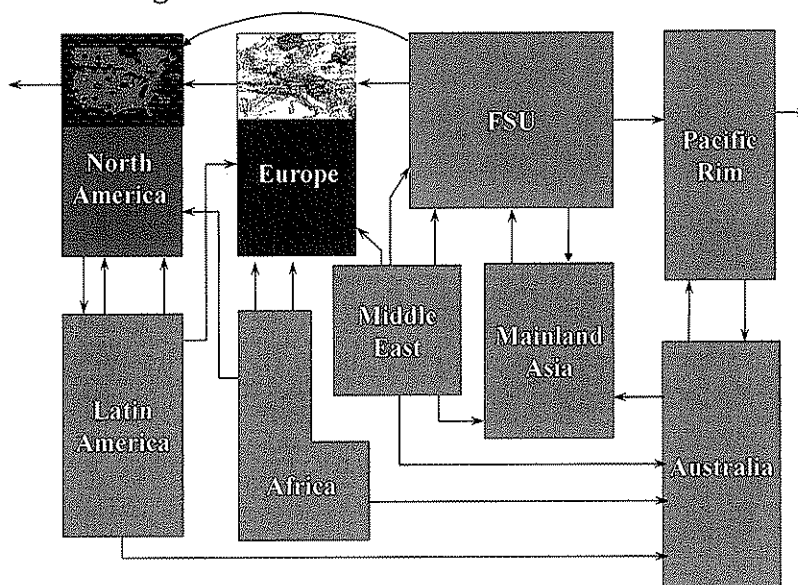 North
America
Europe
FSU
Pacific
Rim
Middle
East
Mainland
Asia
Latin
America
Africa
Australia